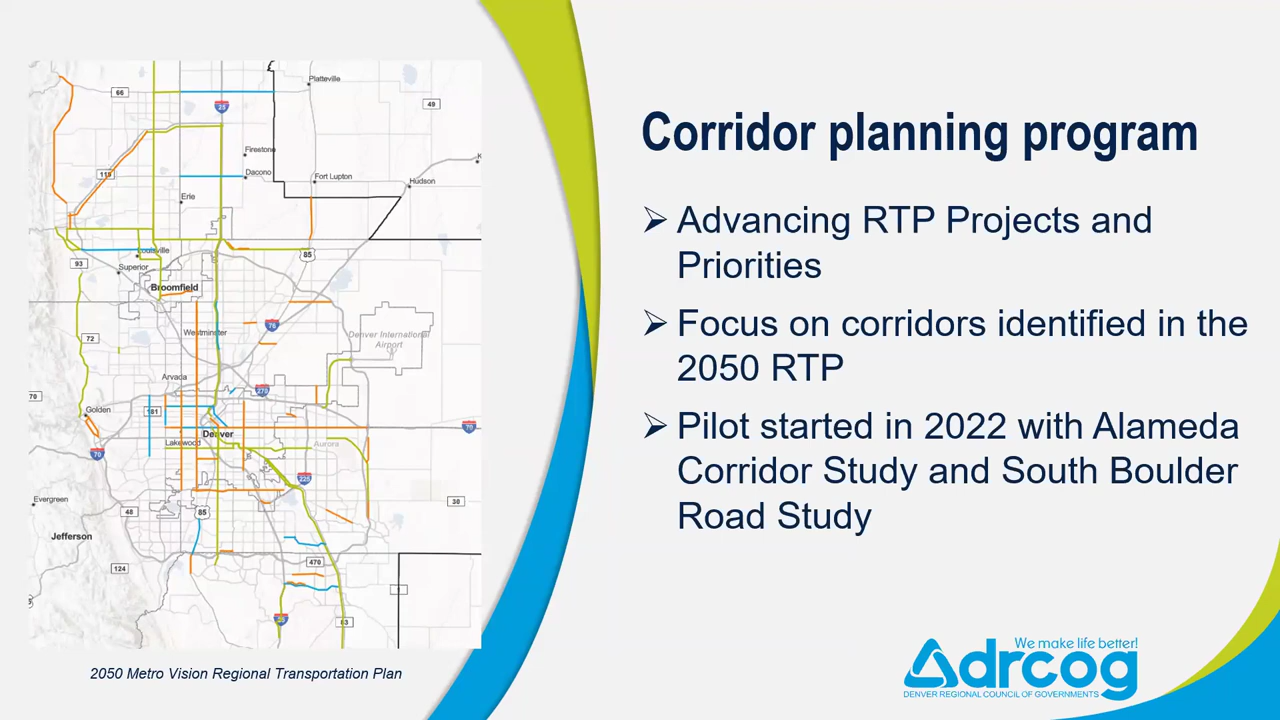 Corridor planning program
➢ Advancing RTP Projects and
Priorities
➢ Focus on corridors identified in the
2050 RTP
➢ Pilot started in 2022 with Alameda
Corridor Study and South Boulder
Road Study
Platteville
66
25
49
Firestone
Dacono
Fort Lupton
Hudson
K
119
Erie
Louisville
85
93
Superior
Broomfield
Westminster
76
Denver International
Airport
72
Arvada
70
270
Golden
181
Denver
70
Lakewood
Aurora
70
225
Evergreen
48
85
30
Jefferson
470
124
25
83
2050 Metro Vision Regional Transportation Plan
We make life better!
drcog
DENVER REGIONAL COUNCIL OF GOVERNMENTS